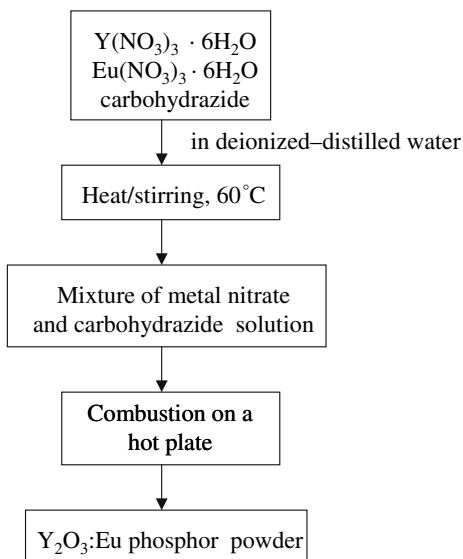 Y(NO₃)₃ · 6H₂O
Eu(NO₃)₃ · 6H₂O
carbohydrazide
in deionized–distilled water
Heat/stirring, 60°C
Mixture of metal nitrate
and carbohydrazide solution
Combustion on a
hot plate
Y₂O₃:Eu phosphor powder